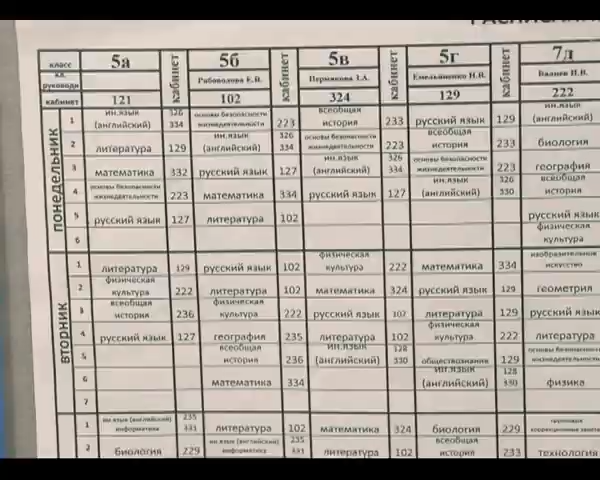 класс 5а кабинет 5б кабинет 5в кабинет 5г кабинет 7д
кл. руководи Рабоволова Е.В. Пермякова І.А. Емельяненко Н.В. Валиев И.В.
кабинет 121 102 324 129 222
ПОНЕДЕЛЬНИК
1 ин.язык (английский) 326 334 основы безопасности жизнедеятельности 223 всеобщая история 233 русский язык 129 ин.язык (английский)
2 литература 129 ин.язык (английский) 326 334 основы безопасности жизнедеятельности 223 всеобщая история 233 биология
3 математика 332 русский язык 127 ин.язык (английский) 326 334 основы безопасности жизнедеятельности 223 география
4 основы безопасности жизнедеятельности 223 математика 334 русский язык 127 ин.язык (английский) 326 330 всеобщая история
5 русский язык 127 литература 102 русский язык
6 физическая культура
ВТОРНИК
1 литература 129 русский язык 102 физическая культура 222 математика 334 изобразительное искусство
2 физическая культура 222 литература 102 математика 324 русский язык 129 геометрия
3 всеобщая история 236 физическая культура 222 русский язык 102 литература 129 русский язык
4 русский язык 127 география 235 литература 102 физическая культура 222 литература
5 всеобщая история 236 ин.язык (английский) 128 330 обществознание 129 основы безопасности жизнедеятельности
6 математика 334 ин.язык (английский) 128 330 физика
7
1 ин.язык (английский) информатика 235 331 литература 102 математика 324 биология 229
2 биология 229 ин.язык (английский) информатика 235 331 литература 102 всеобщая история 233 технология